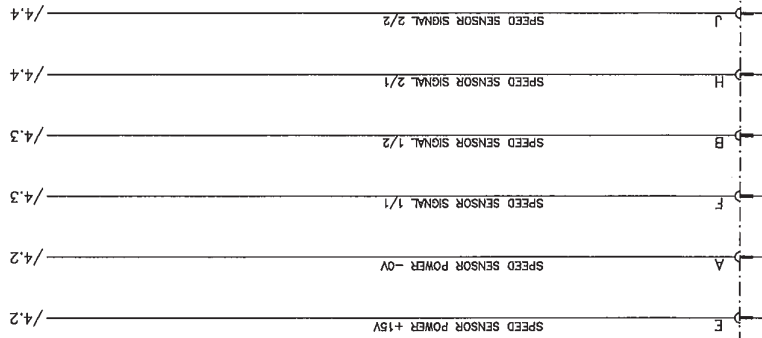 E SPEED SENSOR POWER +15V /4.2
A SPEED SENSOR POWER -0V /4.2
F SPEED SENSOR SIGNAL 1/1 /4.3
B SPEED SENSOR SIGNAL 1/2 /4.3
H SPEED SENSOR SIGNAL 2/1 /4.4
J SPEED SENSOR SIGNAL 2/2 /4.4